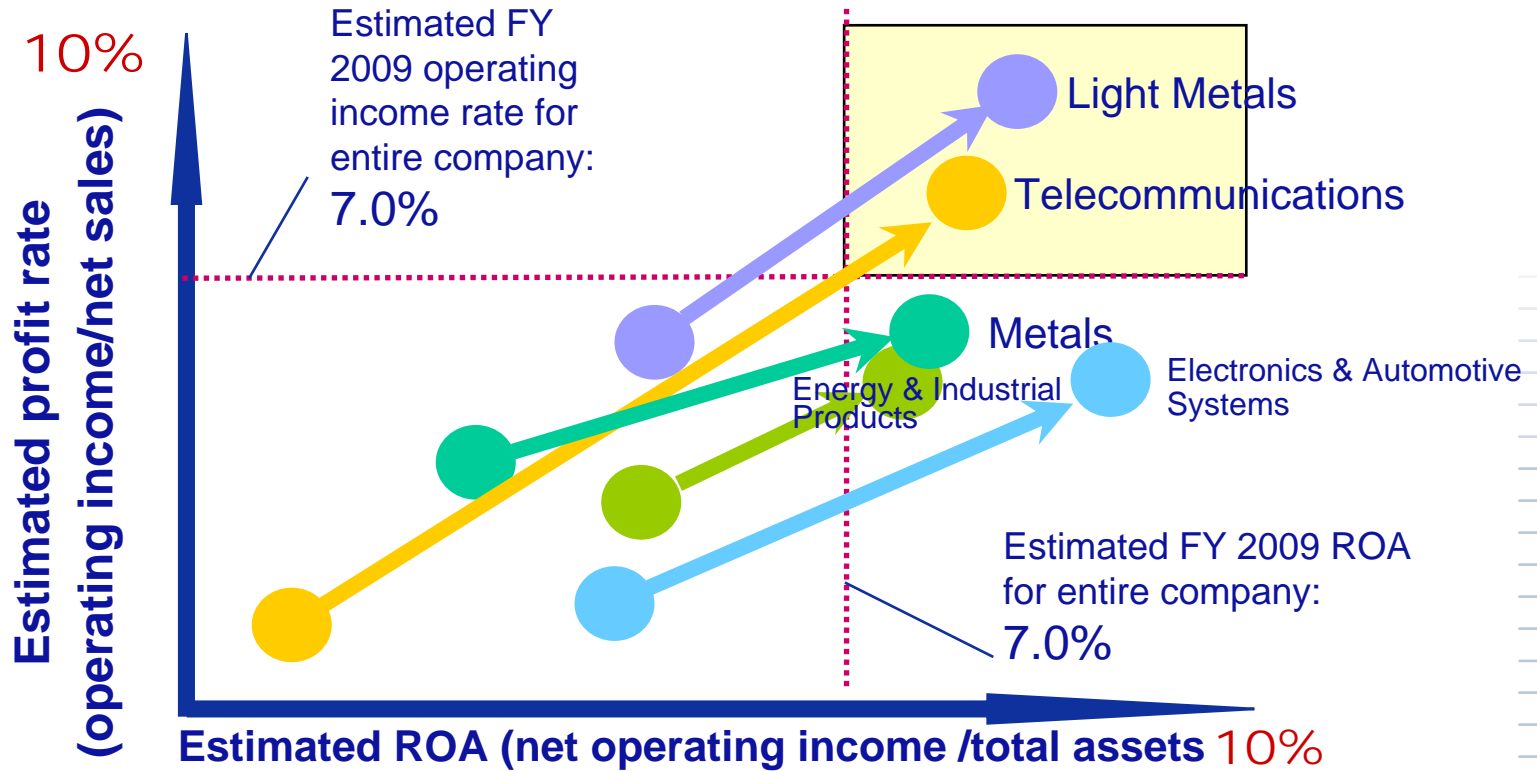 10%
Estimated profit rate
(operating income/net sales)
Estimated FY
2009 operating
income rate for
entire company:
7.0%
Light Metals
Telecommunications
Metals
Energy & Industrial
Products
Electronics & Automotive
Systems
Estimated FY 2009 ROA
for entire company:
7.0%
Estimated ROA (net operating income /total assets 10%